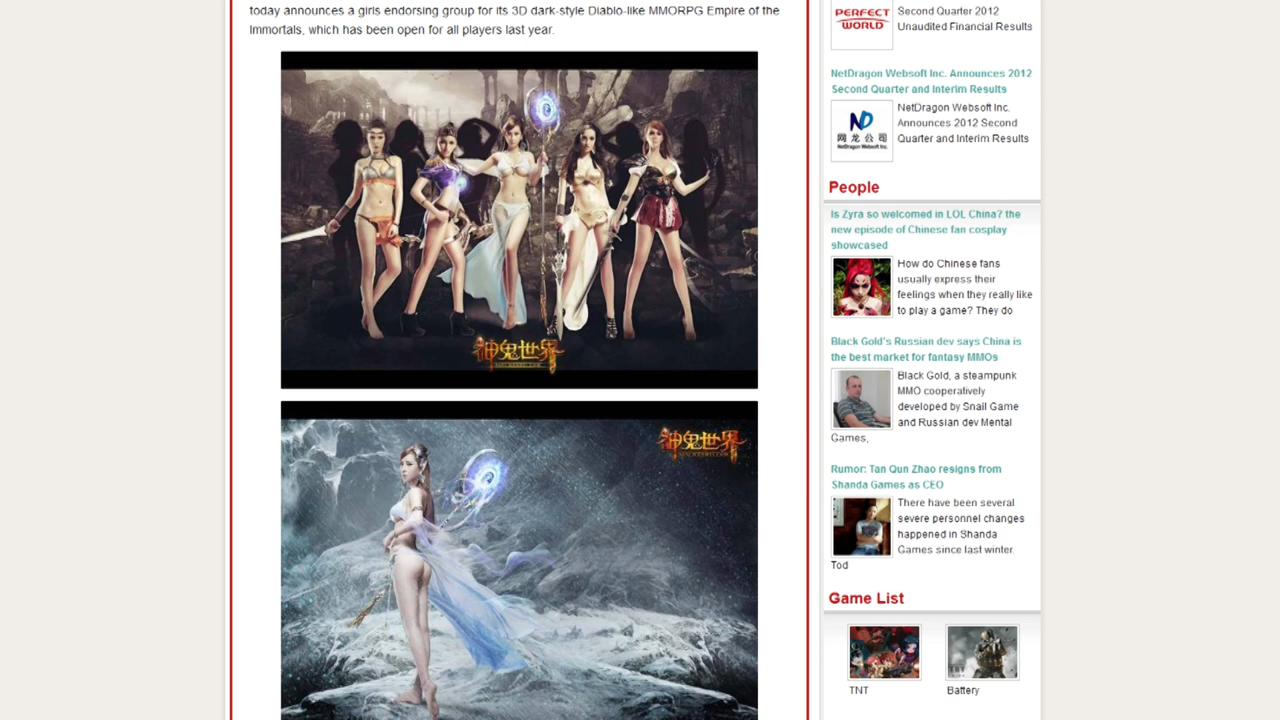 today announces a girls endorsing group for its 3D dark-style Diablo-like MMORPG Empire of the
Immortals, which has been open for all players last year.
神鬼世界
神鬼世界
PERFECT
WORLD
Second Quarter 2012
Unaudited Financial Results
NetDragon Websoft Inc. Announces 2012
Second Quarter and Interim Results
ND
网龙公司
NetDragon Websoft Inc.
NetDragon Websoft Inc.
Announces 2012 Second
Quarter and Interim Results
People
Is Zyra so welcomed in LOL China? the
new episode of Chinese fan cosplay
showcased
How do Chinese fans
usually express their
feelings when they really like
to play a game? They do
Black Gold's Russian dev says China is
the best market for fantasy MMOs
Black Gold, a steampunk
MMO cooperatively
developed by Snail Game
and Russian dev Mental
Games,
Rumor: Tan Qun Zhao resigns from
Shanda Games as CEO
There have been several
severe personnel changes
happened in Shanda
Games since last winter.
Tod
Game List
TNT
Battery